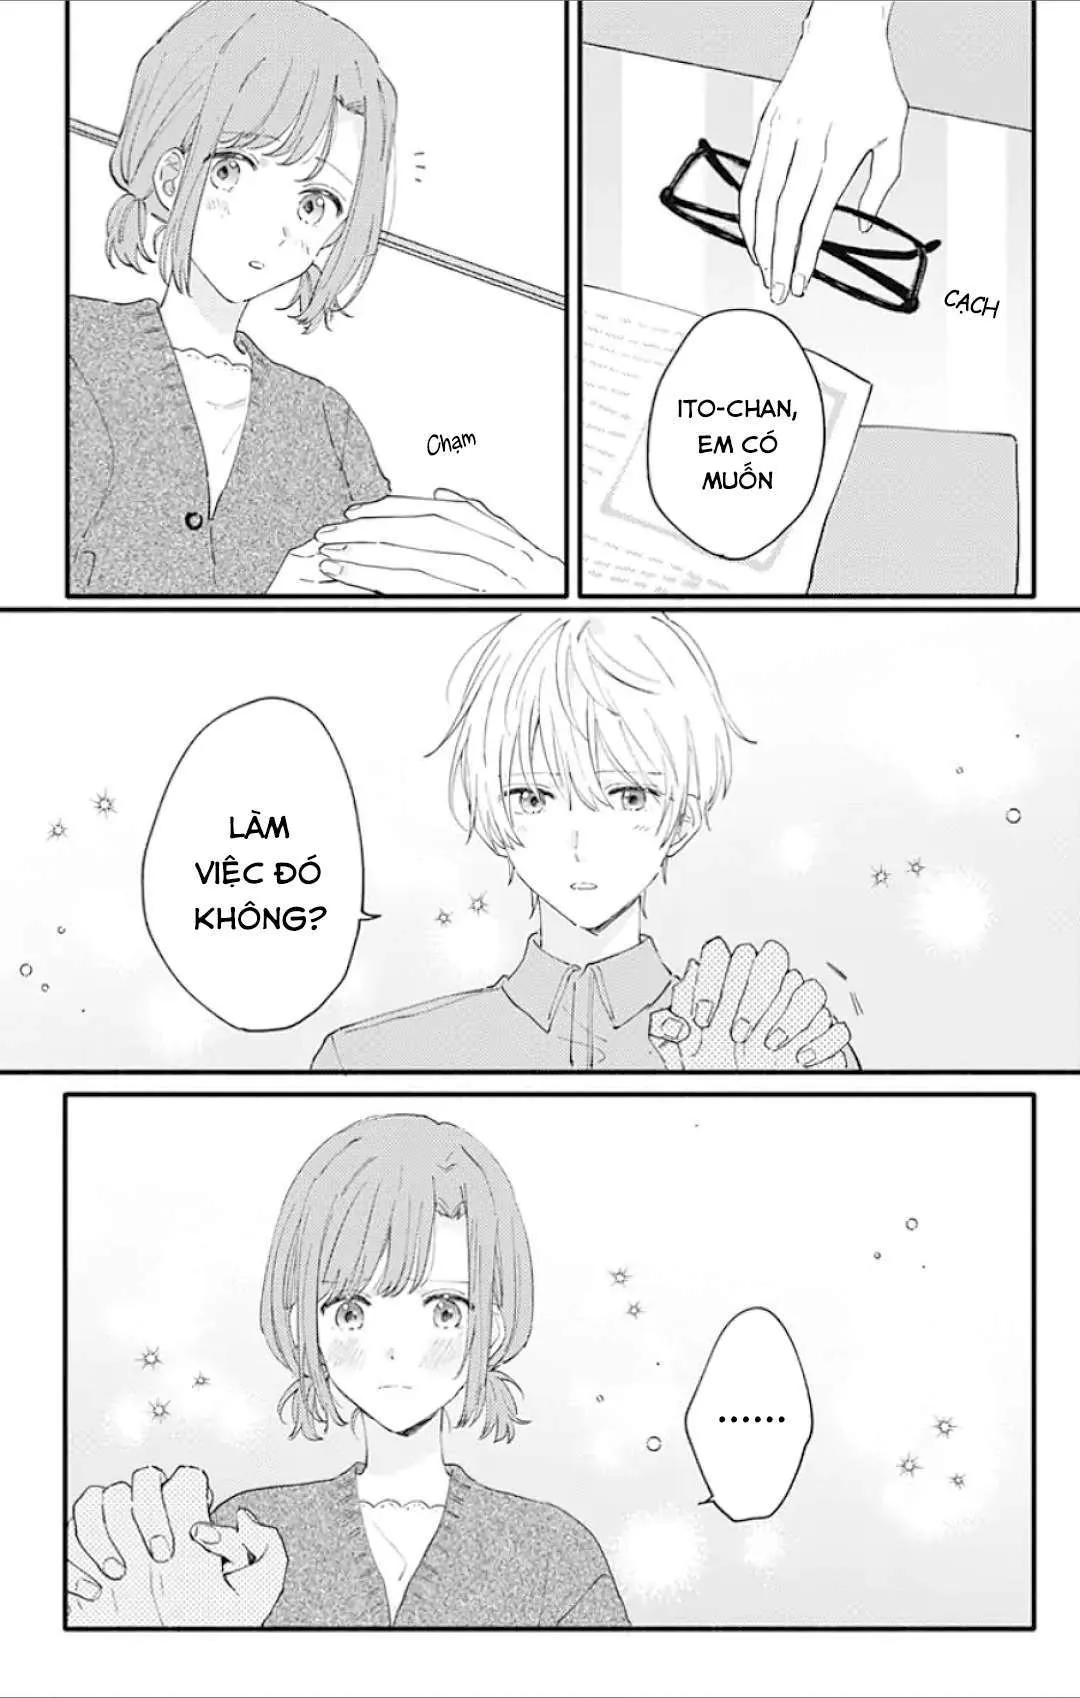 CẠCH
ITO-CHAN,
EM CÓ
MUỐN
Chạm
LÀM
VIỆC ĐÓ
KHÔNG?
......